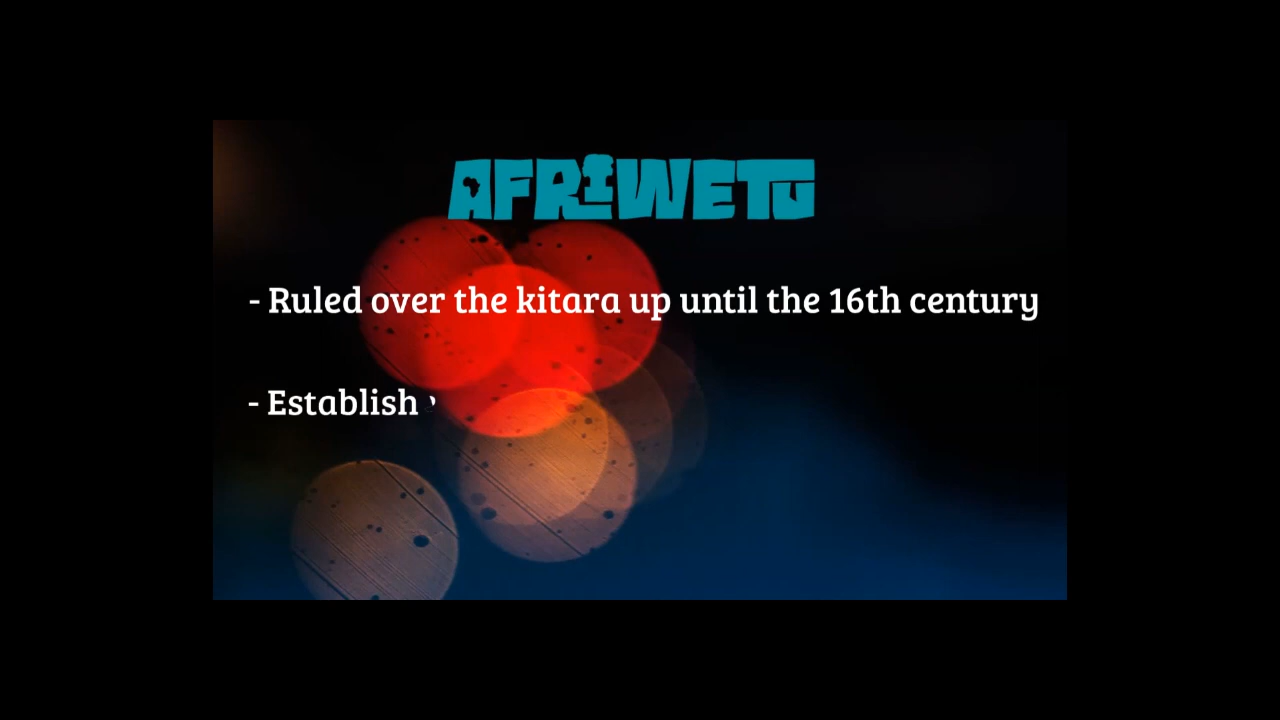 AFRIWETU
- Ruled over the kitara up until the 16th century
- Establish